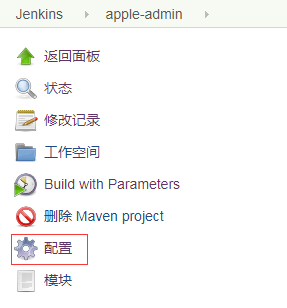 Jenkins apple-admin
返回面板
状态
修改记录
工作空间
Build with Parameters
删除 Maven project
配置
模块